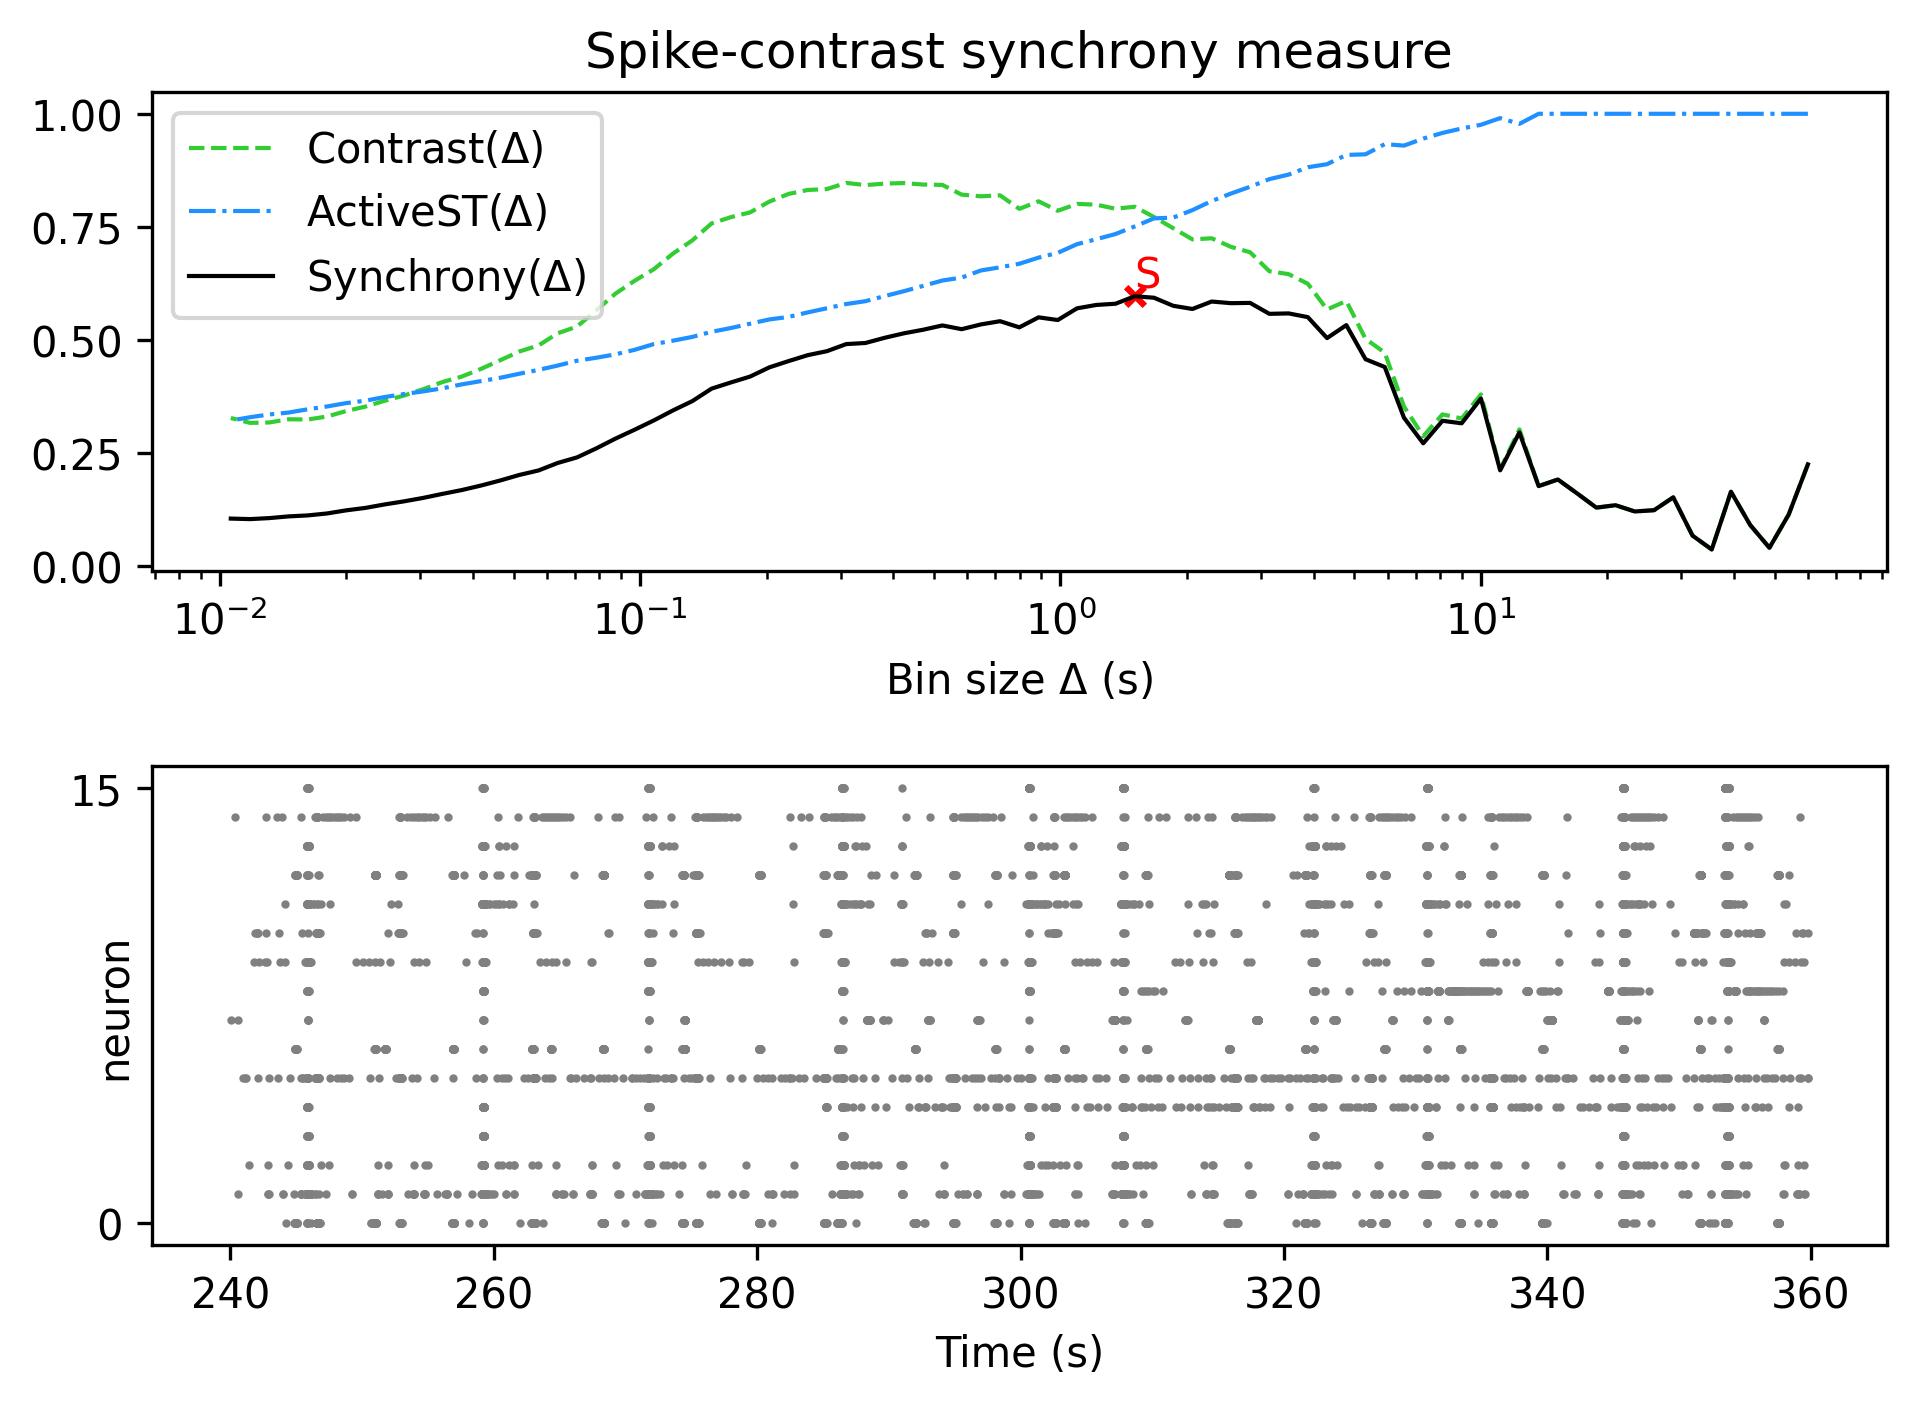 Spike-contrast synchrony measure
1.00
0.75
0.50
0.25
0.00
Contrast(Δ)
ActiveST(Δ)
Synchrony(Δ)
S
10⁻² 10⁻¹ 10⁰ 10¹
Bin size Δ (s)
15
0
neuron
240 260 280 300 320 340 360
Time (s)